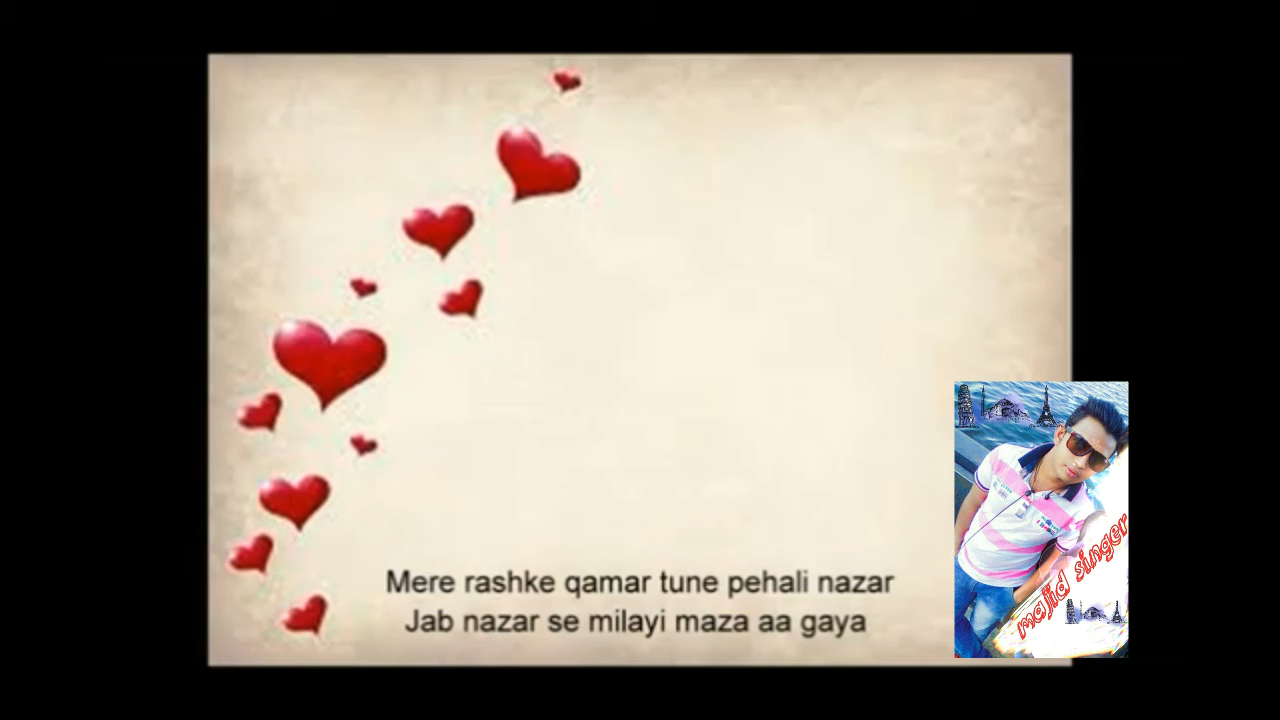 Mere rashke qamar tune pehali nazar
Jab nazar se milayi maza aa gaya
majid singer